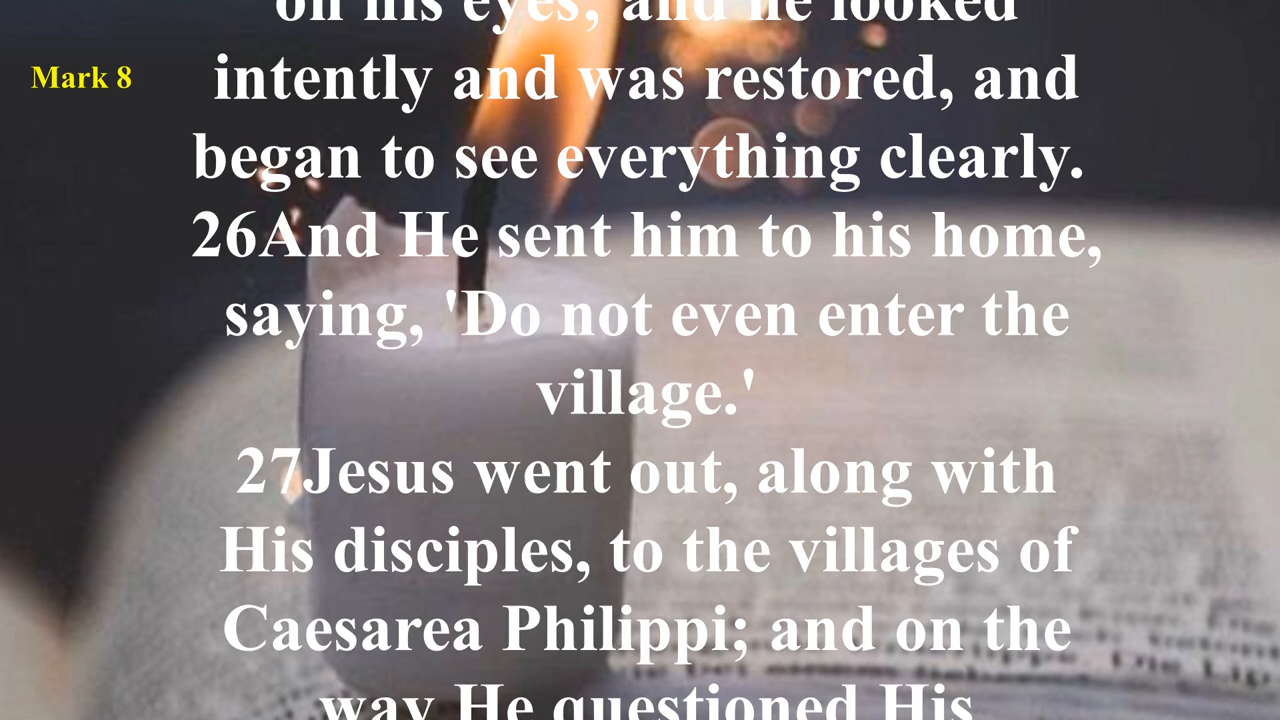 on his eyes; and he looked
Mark 8
intently and was restored, and
began to see everything clearly.
26And He sent him to his home,
saying, 'Do not even enter the
village.'
27Jesus went out, along with
His disciples, to the villages of
Caesarea Philippi; and on the
way He questioned His